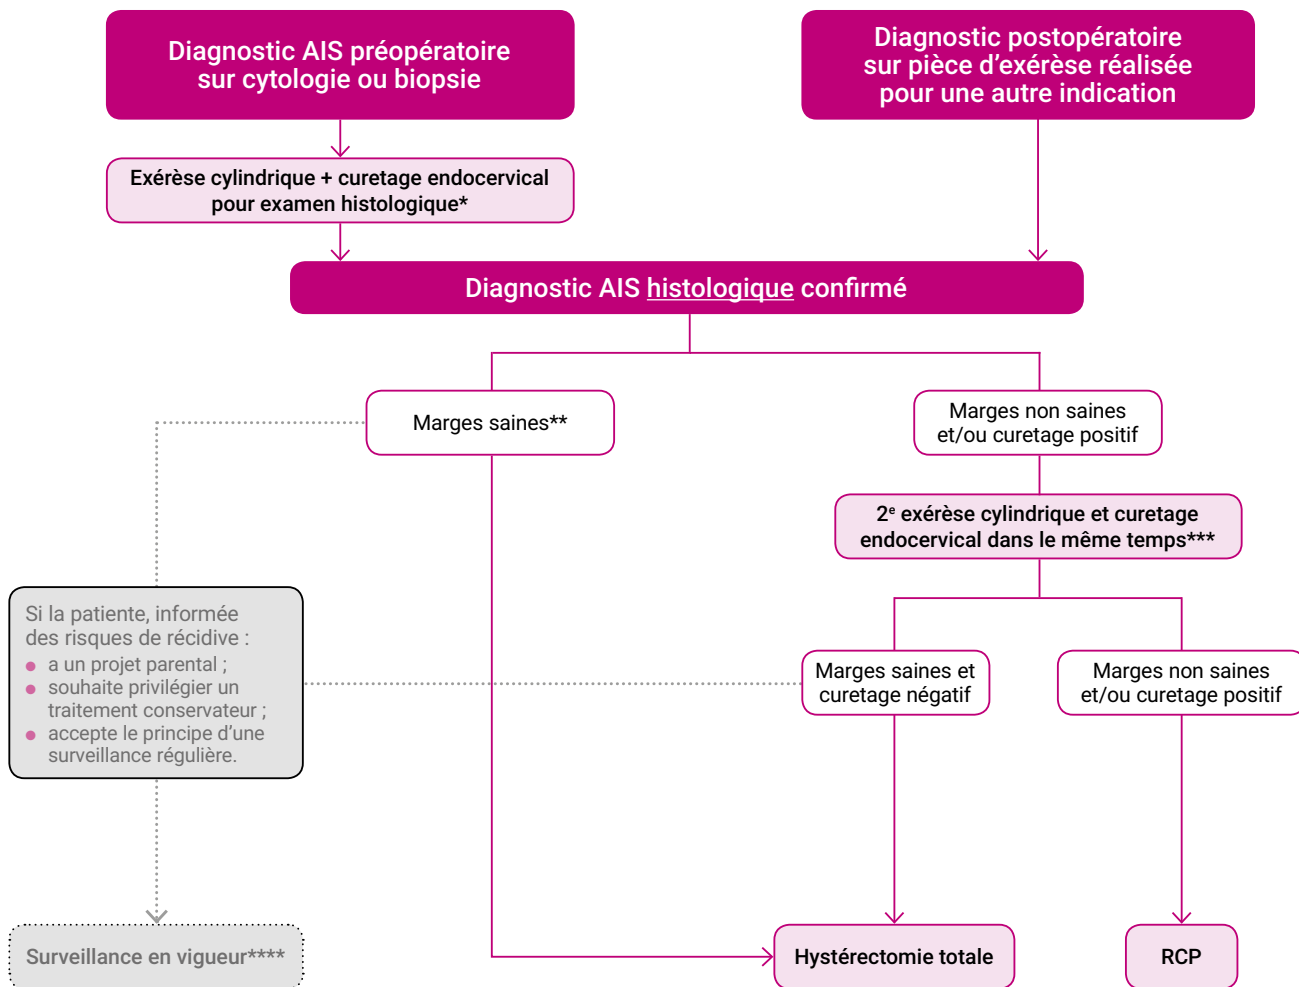 Diagnostic AIS préopératoire
sur cytologie ou biopsie
Diagnostic postopératoire
sur pièce d’exérèse réalisée
pour une autre indication
Exérèse cylindrique + curetage endocervical
pour examen histologique*
Diagnostic AIS histologique confirmé
Marges saines**
Marges non saines
et/ou curetage positif
2e exérèse cylindrique et curetage
endocervical dans le même temps***
Si la patiente, informée
des risques de récidive :
• a un projet parental ;
• souhaite privilégier un
traitement conservateur ;
• accepte le principe d’une
surveillance régulière.
Marges saines et
curetage négatif
Marges non saines
et/ou curetage positif
Surveillance en vigueur****
Hystérectomie totale
RCP